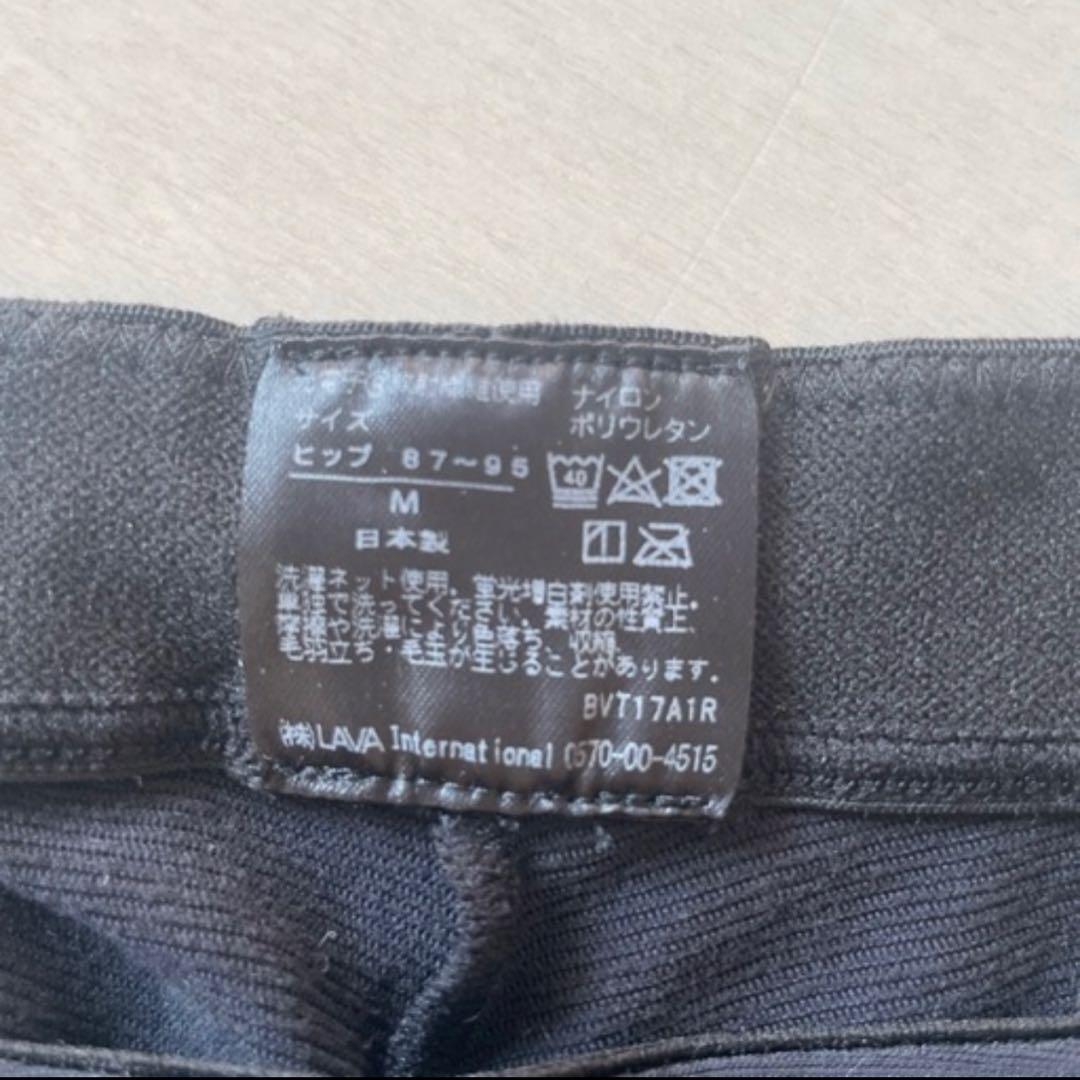 使用
サイズ
ヒップ 87～95
M
日本製
ナイロン
ポリウレタン
40
洗濯ネット使用．蛍光増白剤使用禁止．
単独で洗ってください．素材の性質上、
摩擦や洗濯により色落ち、収縮、
毛羽立ち・毛玉が生じることがあります．
BVT17A1R
(株)LAVA International 0570-00-4515